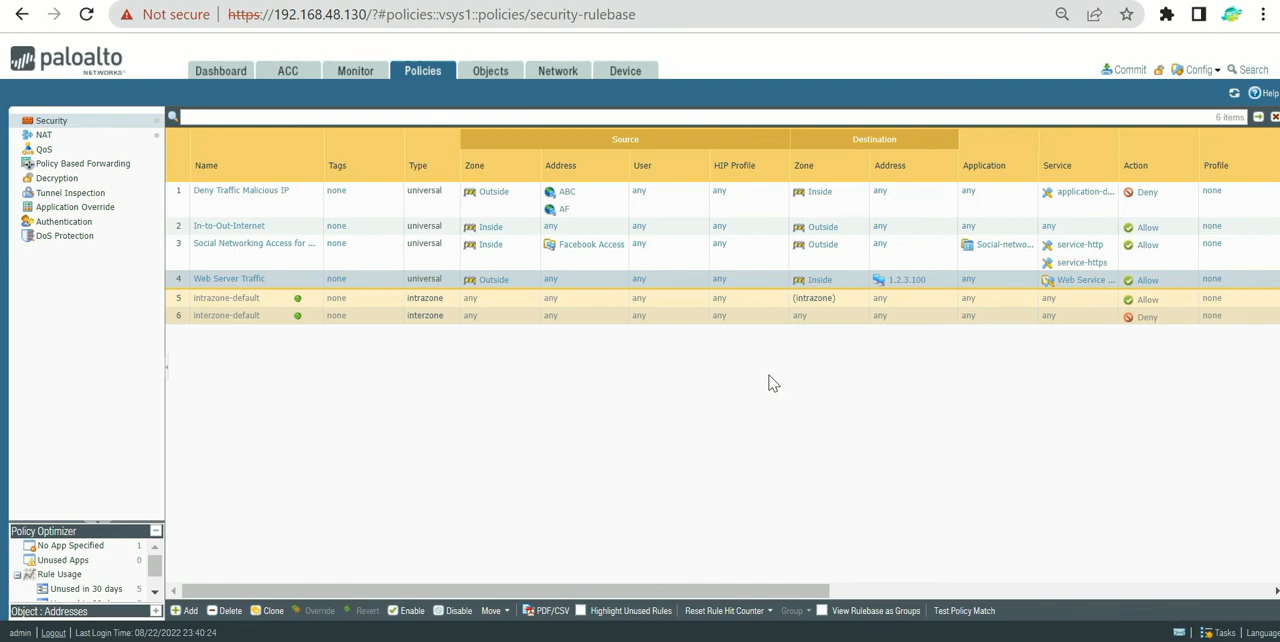 Not secure https://192.168.48.130/?#policies::vsys1::policies/security-rulebase
paloalto
NETWORKS
Dashboard ACC Monitor Policies Objects Network Device
Commit Config Search
Help
6 items
Security
NAT
QoS
Policy Based Forwarding
Decryption
Tunnel Inspection
Application Override
Authentication
DoS Protection
Source Destination
Name Tags Type Zone Address User HIP Profile Zone Address Application Service Action Profile
1 Deny Traffic Malicious IP none universal Outside ABC any any Inside any any application-d... Deny none
AF
2 In-to-Out-Internet none universal Inside any any any Outside any any any Allow none
3 Social Networking Access for ... none universal Inside Facebook Access any any Outside any Social-netwo... service-http Allow none
service-https
4 Web Server Traffic none universal Outside any any any Inside 1.2.3.100 any Web Service ... Allow none
5 intrazone-default none intrazone any any any any (intrazone) any any any Allow none
6 interzone-default none interzone any any any any any any any any Deny none
Policy Optimizer
No App Specified 1
Unused Apps 0
Rule Usage
Unused in 30 days 5
Object : Addresses
Add Delete Clone Override Revert Enable Disable Move PDF/CSV Highlight Unused Rules Reset Rule Hit Counter Group View Rulebase as Groups Test Policy Match
admin | Logout | Last Login Time: 08/22/2022 23:40:24
Tasks | Language